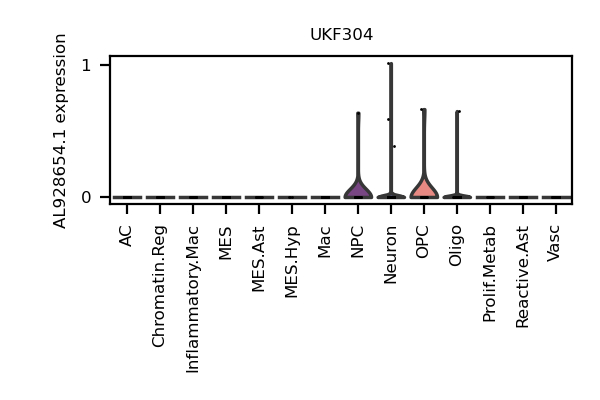 UKF304
AL928654.1 expression
1
0
AC
Chromatin.Reg
Inflammatory.Mac
MES
MES.Ast
MES.Hyp
Mac
NPC
Neuron
OPC
Oligo
Prolif.Metab
Reactive.Ast
Vasc